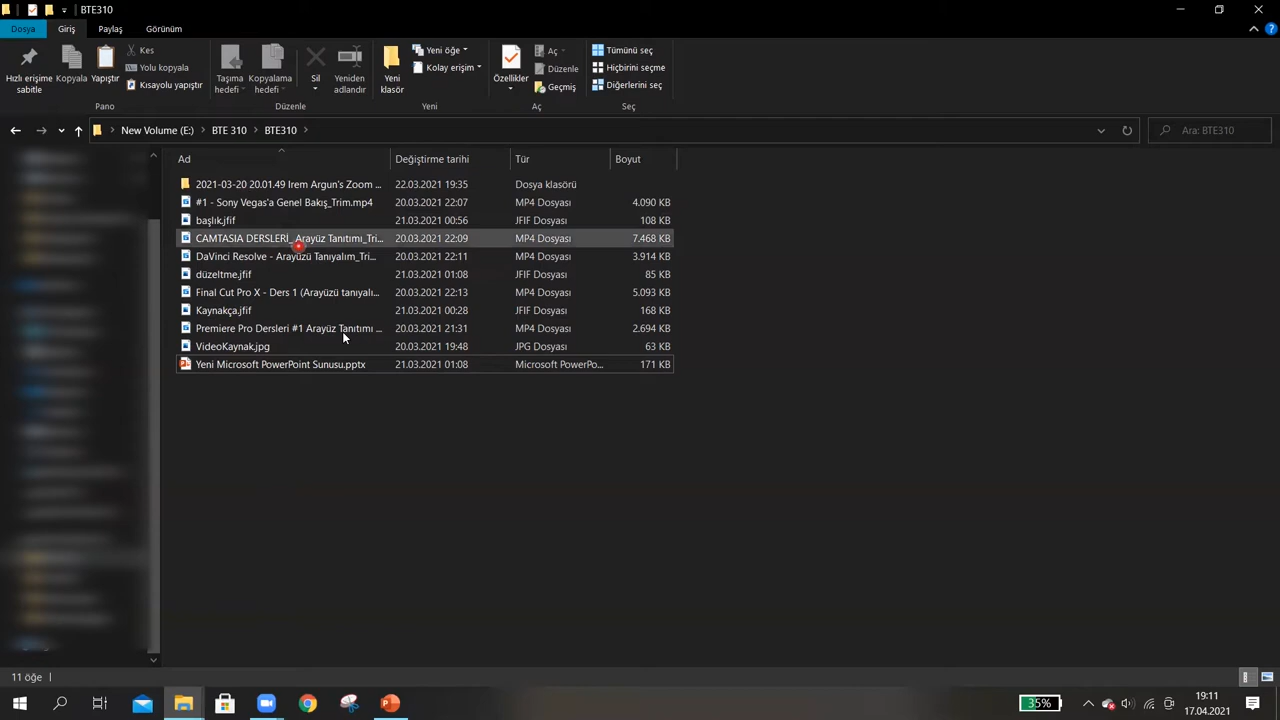 BTE310
Dosya Giriş Paylaş Görünüm
Hızlı erişime sabitle
Kopyala
Yapıştır
Kes
Yolu kopyala
Kısayolu yapıştır
Taşıma hedefi
Kopyalama hedefi
Sil
Yeniden adlandır
Yeni klasör
Yeni öğe
Kolay erişim
Özellikler
Aç
Düzenle
Geçmiş
Tümünü seç
Hiçbirini seçme
Diğerlerini seç
Pano Düzenle Yeni Aç Seç
New Volume (E:) > BTE 310 > BTE310 >
Ara: BTE310
Ad Değiştirme tarihi Tür Boyut
2021-03-20 20.01.49 Irem Argun's Zoom ... 22.03.2021 19:35 Dosya klasörü
#1 - Sony Vegas'a Genel Bakış_Trim.mp4 20.03.2021 22:07 MP4 Dosyası 4.090 KB
başlık.jfif 21.03.2021 00:56 JFIF Dosyası 108 KB
CAMTASIA DERSLERİ_ Arayüz Tanıtımı_Tri... 20.03.2021 22:09 MP4 Dosyası 7.468 KB
DaVinci Resolve - Arayüzü Tanıyalım_Tri... 20.03.2021 22:11 MP4 Dosyası 3.914 KB
düzeltme.jfif 21.03.2021 01:08 JFIF Dosyası 85 KB
Final Cut Pro X - Ders 1 (Arayüzü tanıyalı... 20.03.2021 22:13 MP4 Dosyası 5.093 KB
Kaynakça.jfif 21.03.2021 00:28 JFIF Dosyası 168 KB
Premiere Pro Dersleri #1 Arayüz Tanıtımı ... 20.03.2021 21:31 MP4 Dosyası 2.694 KB
VideoKaynak.jpg 20.03.2021 19:48 JPG Dosyası 63 KB
Yeni Microsoft PowerPoint Sunusu.pptx 21.03.2021 01:08 Microsoft PowerPo... 171 KB
11 öğe
35%
19:11
17.04.2021